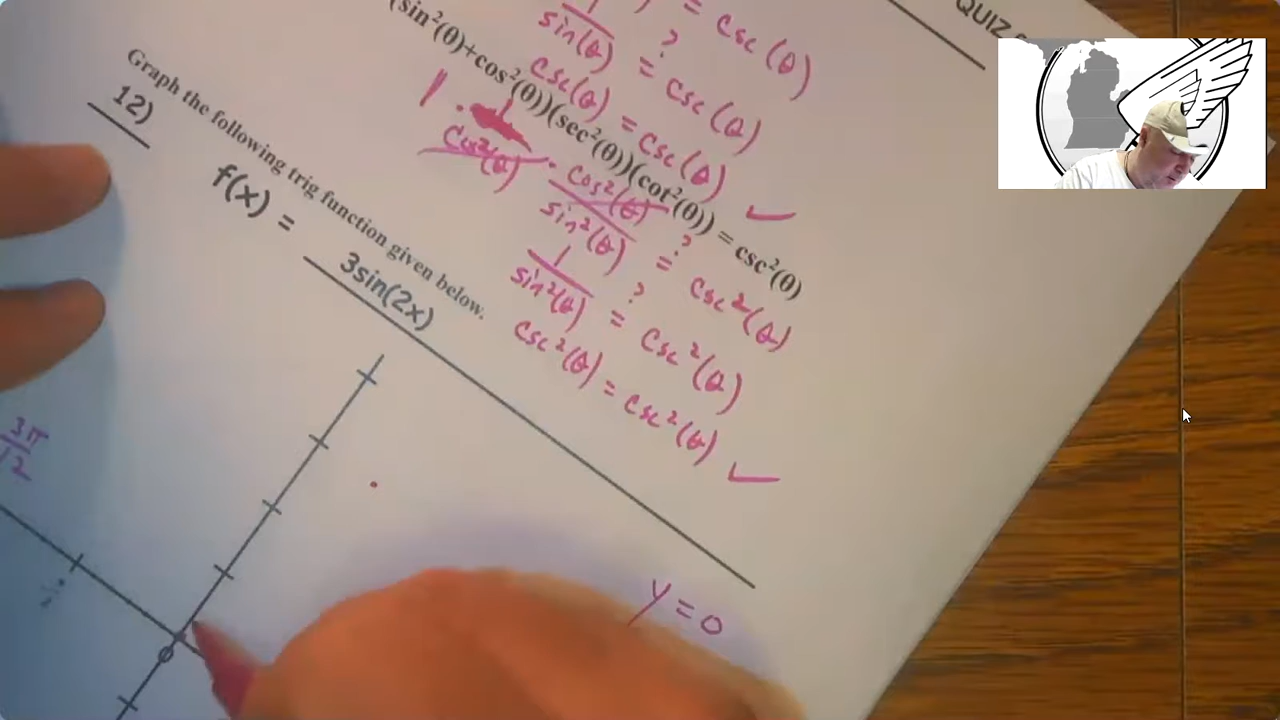 QUIZ
= csc(θ)
1
sin(θ) ?= csc(θ)
csc(θ) = csc(θ) ✓
(sin²(θ)+cos²(θ))(sec²(θ))(cot²(θ)) = csc²(θ)
1 · 1/cos²(θ) · cos²(θ)/sin²(θ) ?= csc²(θ)
1/sin²(θ) ?= csc²(θ)
csc²(θ) = csc²(θ) ✓
Graph the following trig function given below.
12)
f(x) = 3sin(2x)
3π/12
y = 0